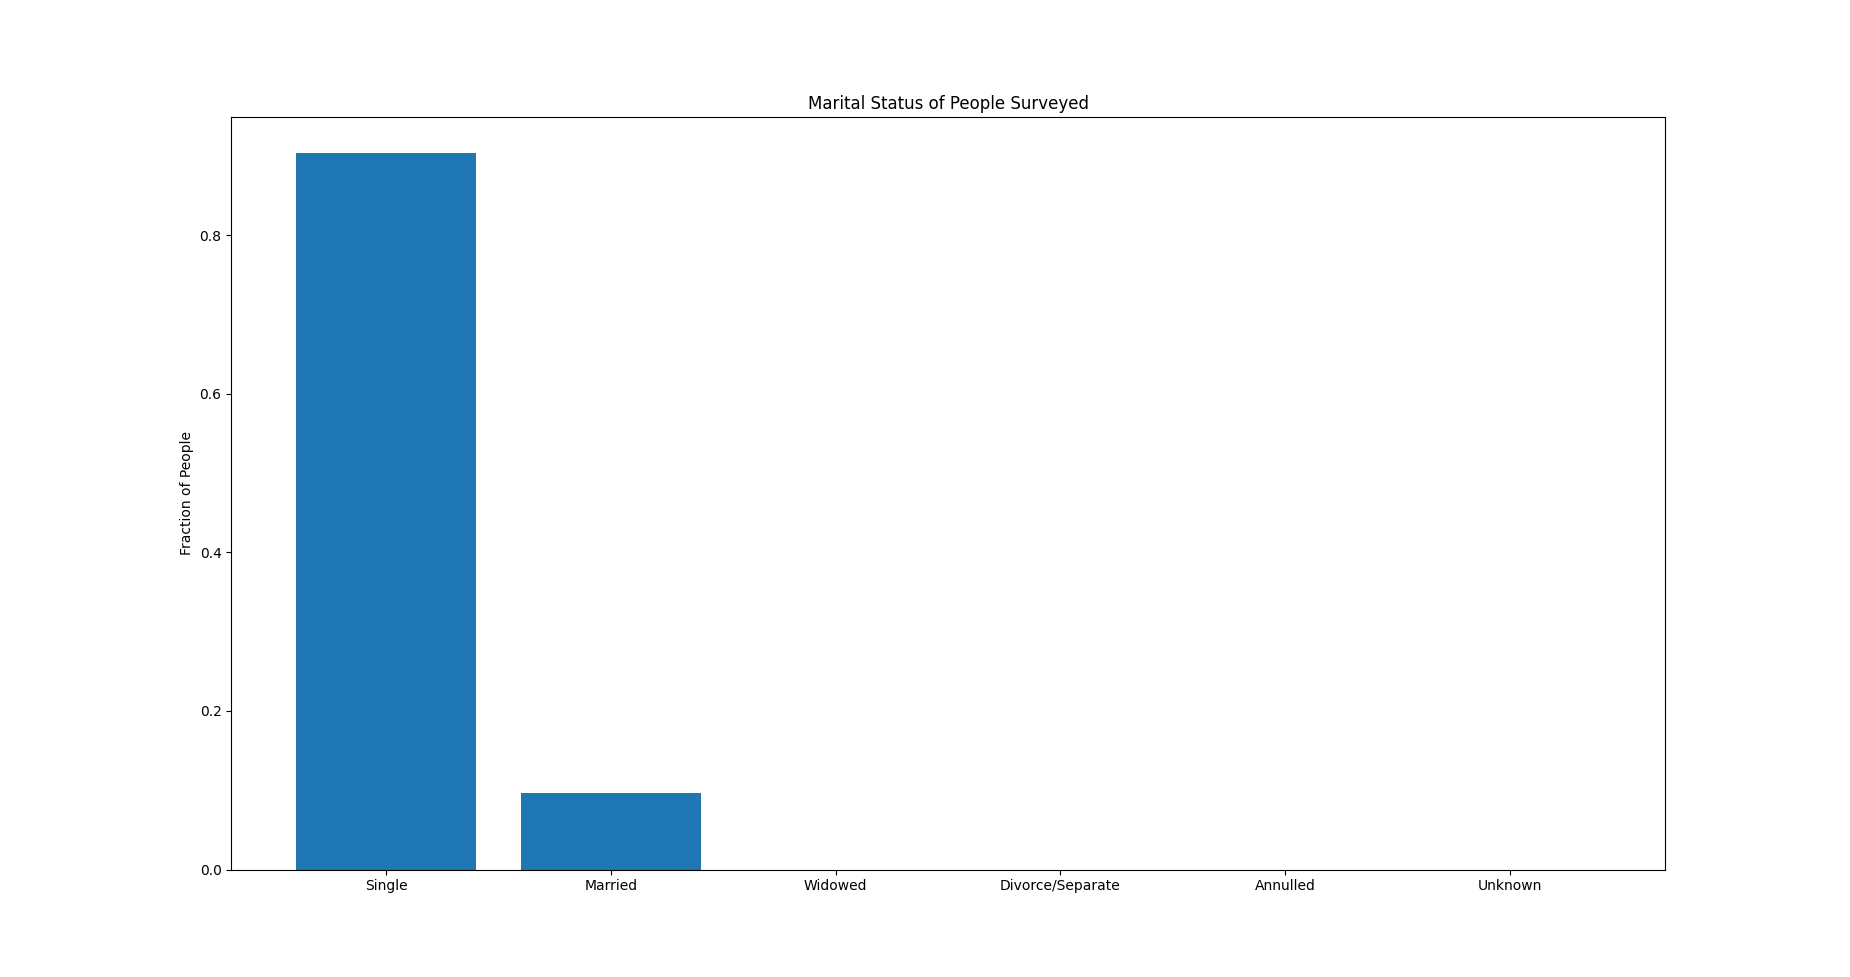 Marital Status of People Surveyed
Fraction of People
0.8
0.6
0.4
0.2
0.0
Single Married Widowed Divorce/Separate Annulled Unknown